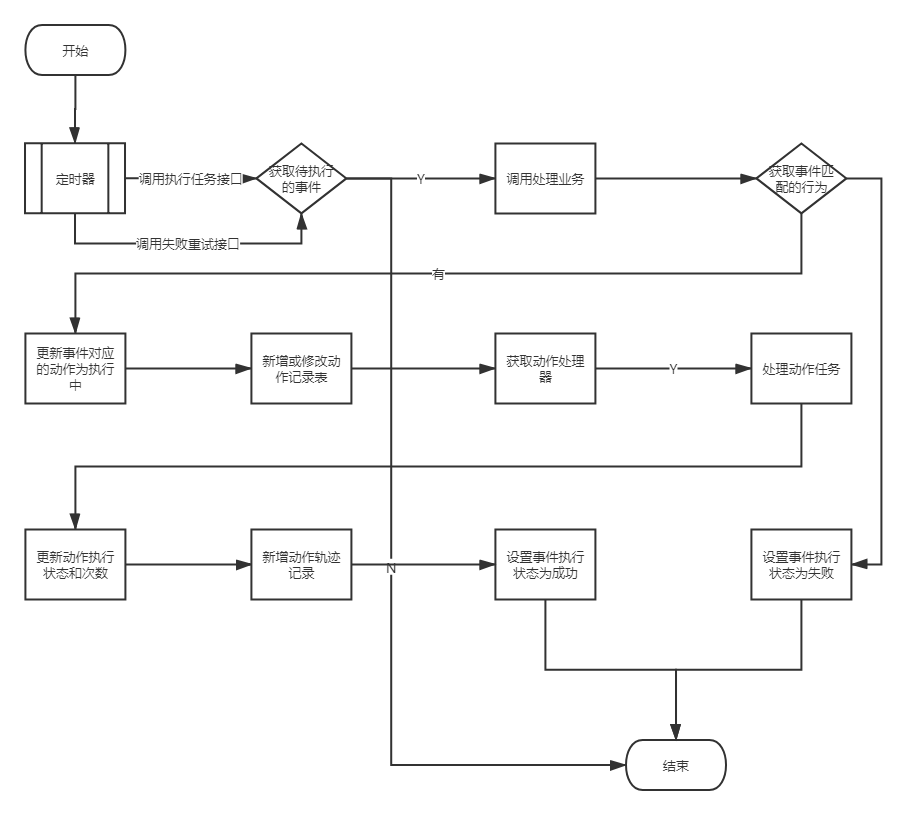 开始
定时器
调用执行任务接口
获取待执行
的事件
Y
调用处理业务
获取事件匹
配的行为
调用失败重试接口
有
更新事件对应
的动作为执行
中
新增或修改动
作记录表
获取动作处理
器
Y
处理动作任务
更新动作执行
状态和次数
新增动作轨迹
记录
N
设置事件执行
状态为成功
设置事件执行
状态为失败
结束